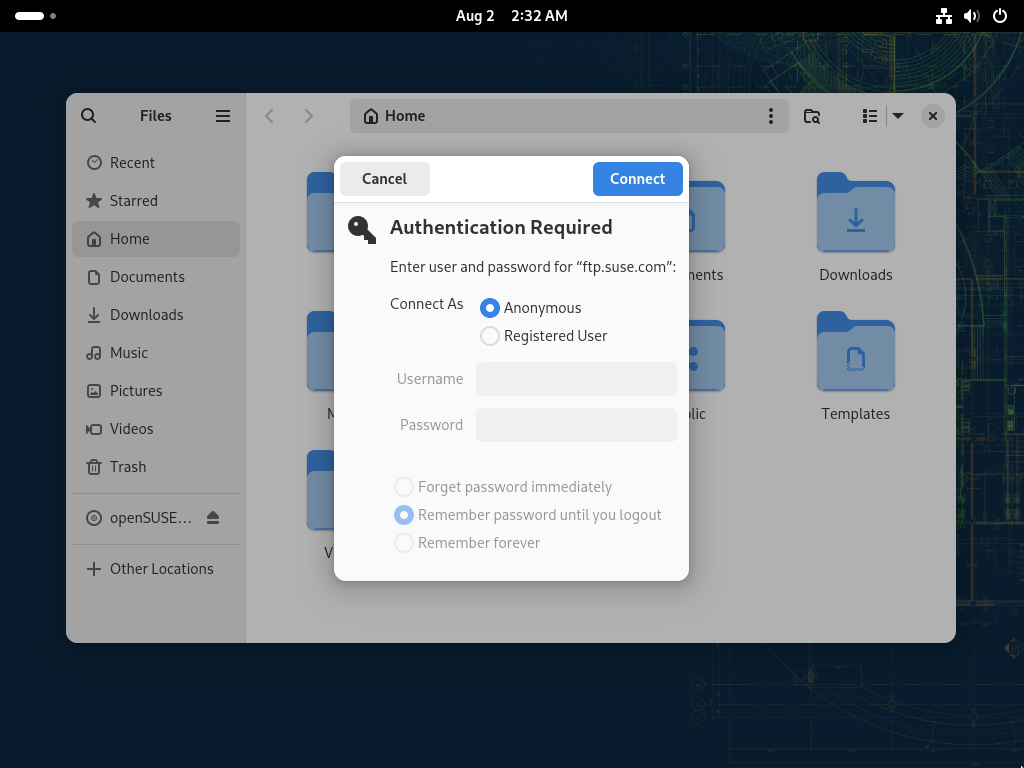 Aug 2 2:32 AM
Files
Home
Recent
Starred
Home
Documents
Downloads
Music
Pictures
Videos
Trash
openSUSE…
Other Locations
Cancel
Connect
Authentication Required
Enter user and password for “ftp.suse.com”:
Connect As
Anonymous
Registered User
Username
Password
Forget password immediately
Remember password until you logout
Remember forever
Downloads
Templates